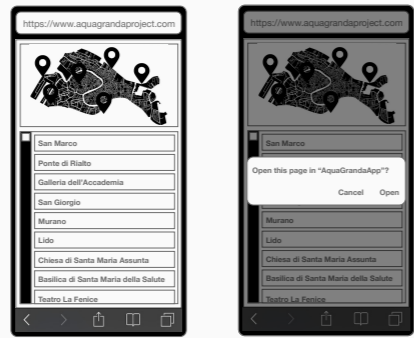 https://www.aquagrandaproject.com
San Marco
Ponte di Rialto
Galleria dell'Accademia
San Giorgio
Murano
Lido
Chiesa di Santa Maria Assunta
Basilica di Santa Maria della Salute
Teatro La Fenice
https://www.aquagrandaproject.com
San Marco
Open this page in “AquaGrandaApp”?
Cancel Open
Murano
Lido
Chiesa di Santa Maria Assunta
Basilica di Santa Maria della Salute
Teatro La Fenice